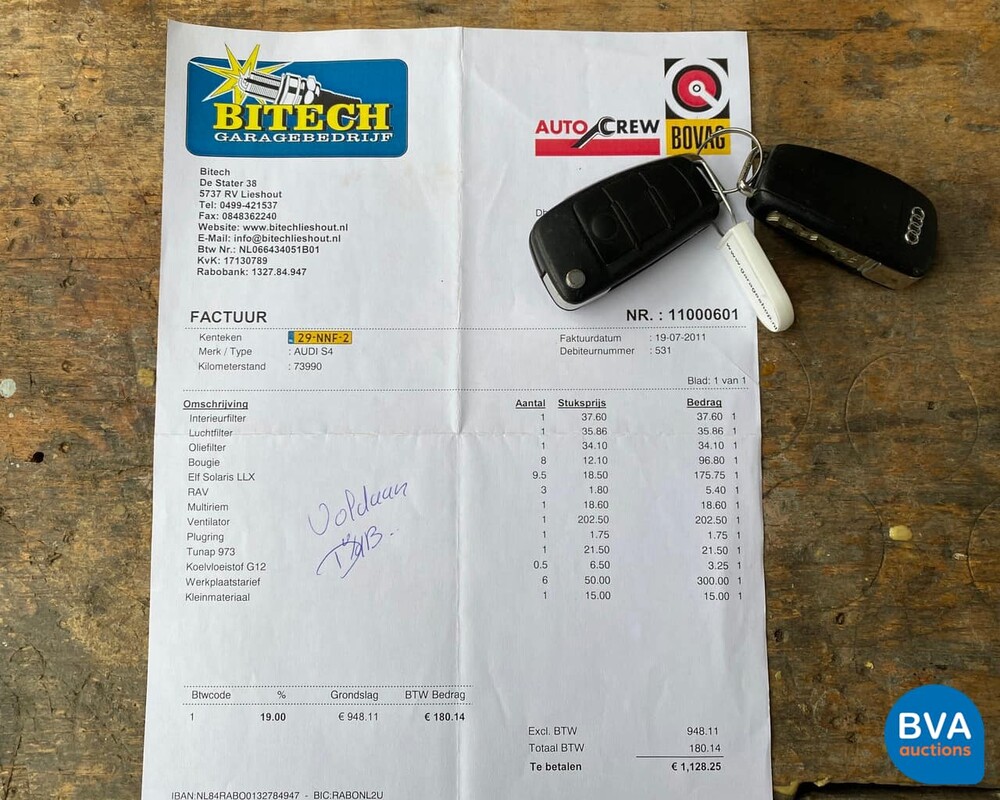 BITECH
GARAGEBEDRIJF
AUTO CREW
BOVAG
Bitech
De Stater 38
5737 RV Lieshout
Tel: 0499-421537
Fax: 0848362240
Website: www.bitechlieshout.nl
E-Mail: info@bitechlieshout.nl
Btw Nr.: NL066434051B01
KvK: 17130789
Rabobank: 1327.84.947
www.garageshop.nl
FACTUUR NR. : 11000601
Kenteken 29-NNF-2 Faktuurdatum : 19-07-2011
Merk / Type : AUDI S4 Debiteurnummer : 531
Kilometerstand : 73990
Blad: 1 van 1
Omschrijving Aantal Stuksprijs Bedrag
Interieurfilter 1 37.60 37.60 1
Luchtfilter 1 35.86 35.86 1
Oliefilter 1 34.10 34.10 1
Bougie 8 12.10 96.80 1
Elf Solaris LLX 9.5 18.50 175.75 1
RAV 3 1.80 5.40 1
Multiriem 1 18.60 18.60 1
Ventilator 1 202.50 202.50 1
Plugring 1 1.75 1.75 1
Tunap 973 1 21.50 21.50 1
Koelvloeistof G12 0.5 6.50 3.25 1
Werkplaatstarief 6 50.00 300.00 1
Kleinmateriaal 1 15.00 15.00 1
Voldaan
Btwcode % Grondslag BTW Bedrag
1 19.00 € 948.11 € 180.14
Excl. BTW 948.11
Totaal BTW 180.14
Te betalen € 1,128.25
IBAN:NL84RABO0132784947 - BIC:RABONL2U
BVA
auctions